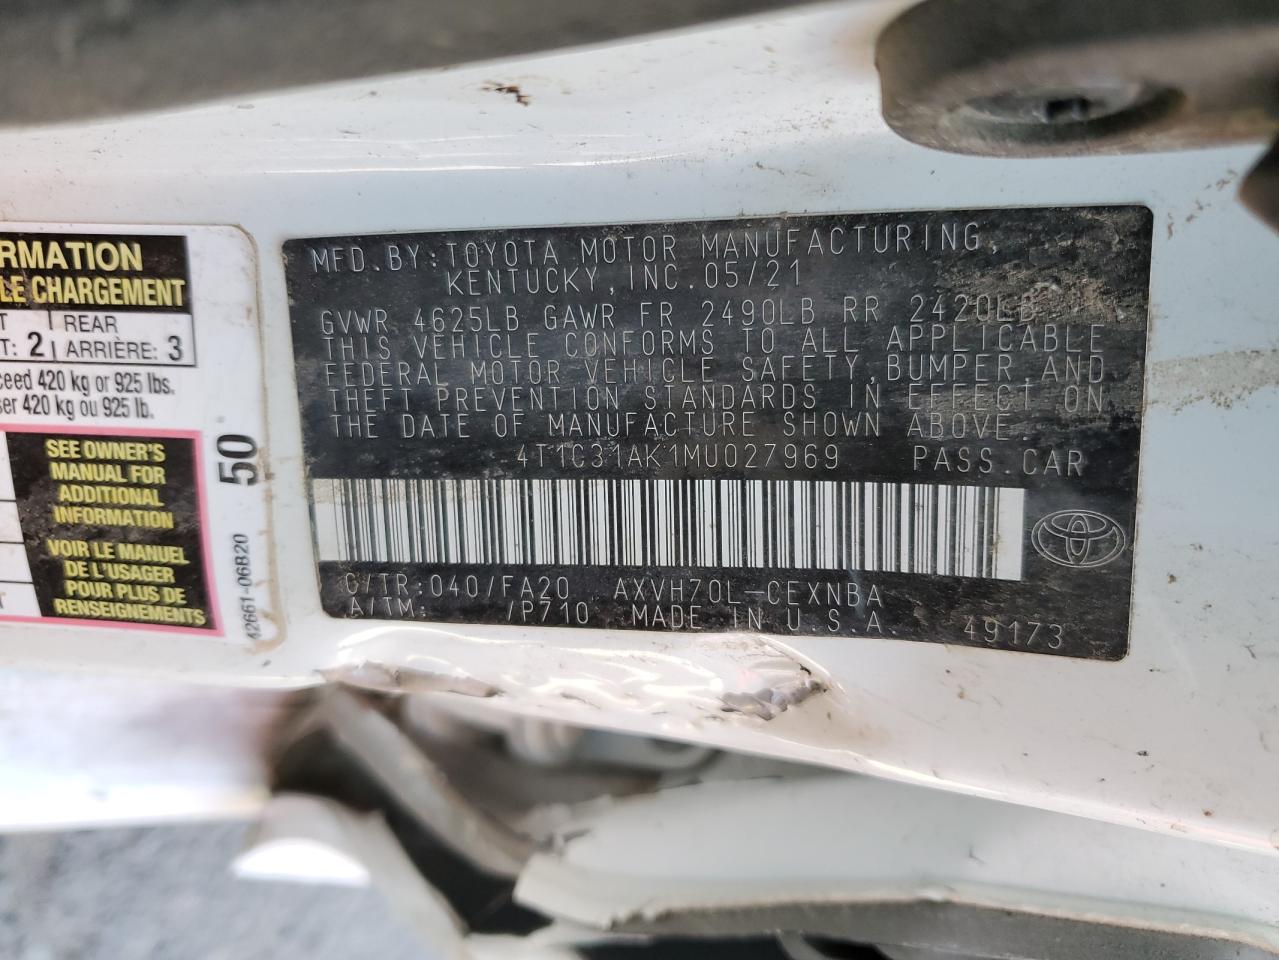 RMATION
LE CHARGEMENT
T REAR
T: 2 ARRIÈRE: 3
ceed 420 kg or 925 lbs.
ser 420 kg ou 925 lb.
SEE OWNER'S
MANUAL FOR
ADDITIONAL
INFORMATION
VOIR LE MANUEL
DE L'USAGER
POUR PLUS DE
RENSEIGNEMENTS
T
50
42661-06B20
MFD.BY:TOYOTA MOTOR MANUFACTURING,
KENTUCKY,INC.05/21
GVWR 4625LB GAWR FR 2490LB RR 2420LB
THIS VEHICLE CONFORMS TO ALL APPLICABLE
FEDERAL MOTOR VEHICLE SAFETY,BUMPER,AND
THEFT PREVENTION STANDARDS IN EFFECT ON
THE DATE OF MANUFACTURE SHOWN ABOVE.
4T1C31AK1MU027969 PASS.CAR
C/TR:040/FA20 AXVH70L-CEXNBA
A/TM: /P710 MADE IN U.S.A. 49173